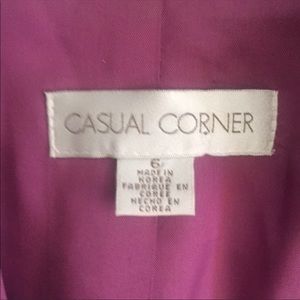 CASUAL CORNER
6
MADE IN
KOREA
FABRIQUE EN
COREE
HECHO EN
COREA